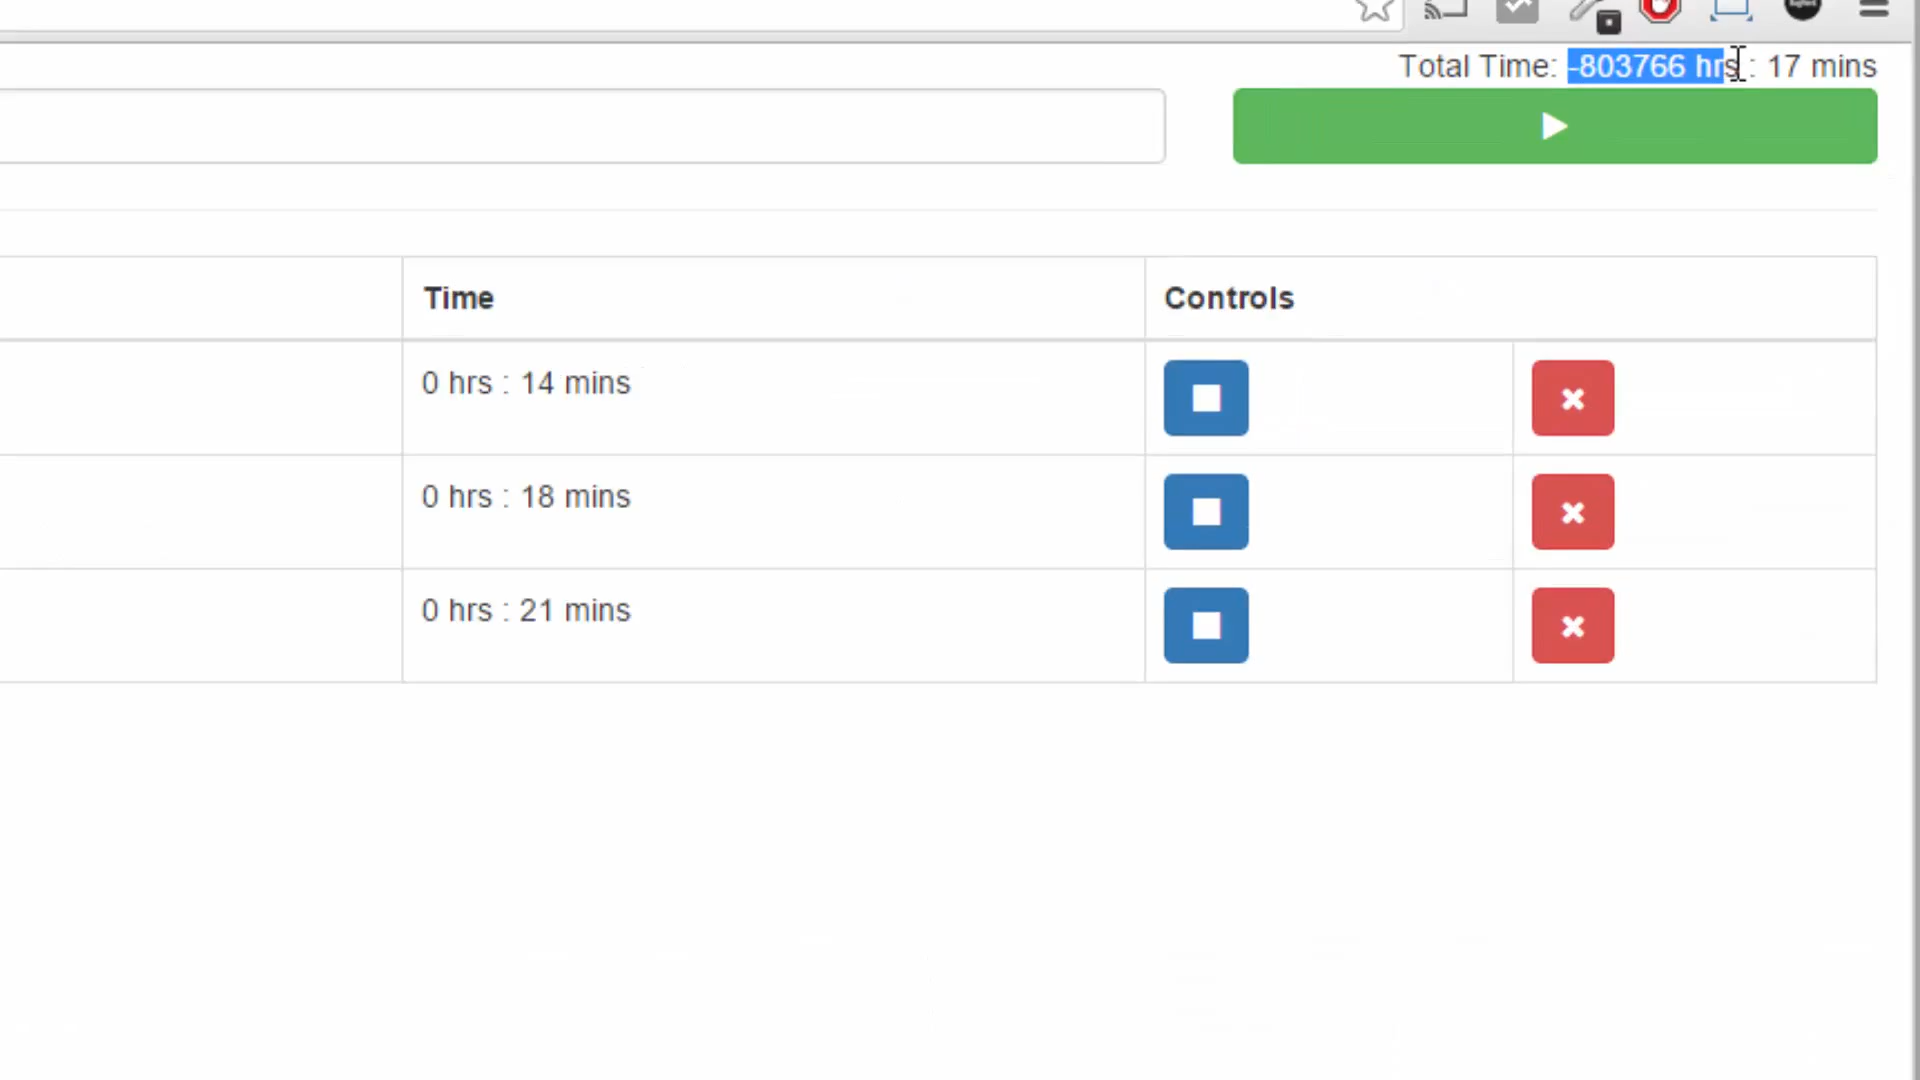 Total Time: -803766 hrs : 17 mins
Time Controls
0 hrs : 14 mins
0 hrs : 18 mins
0 hrs : 21 mins